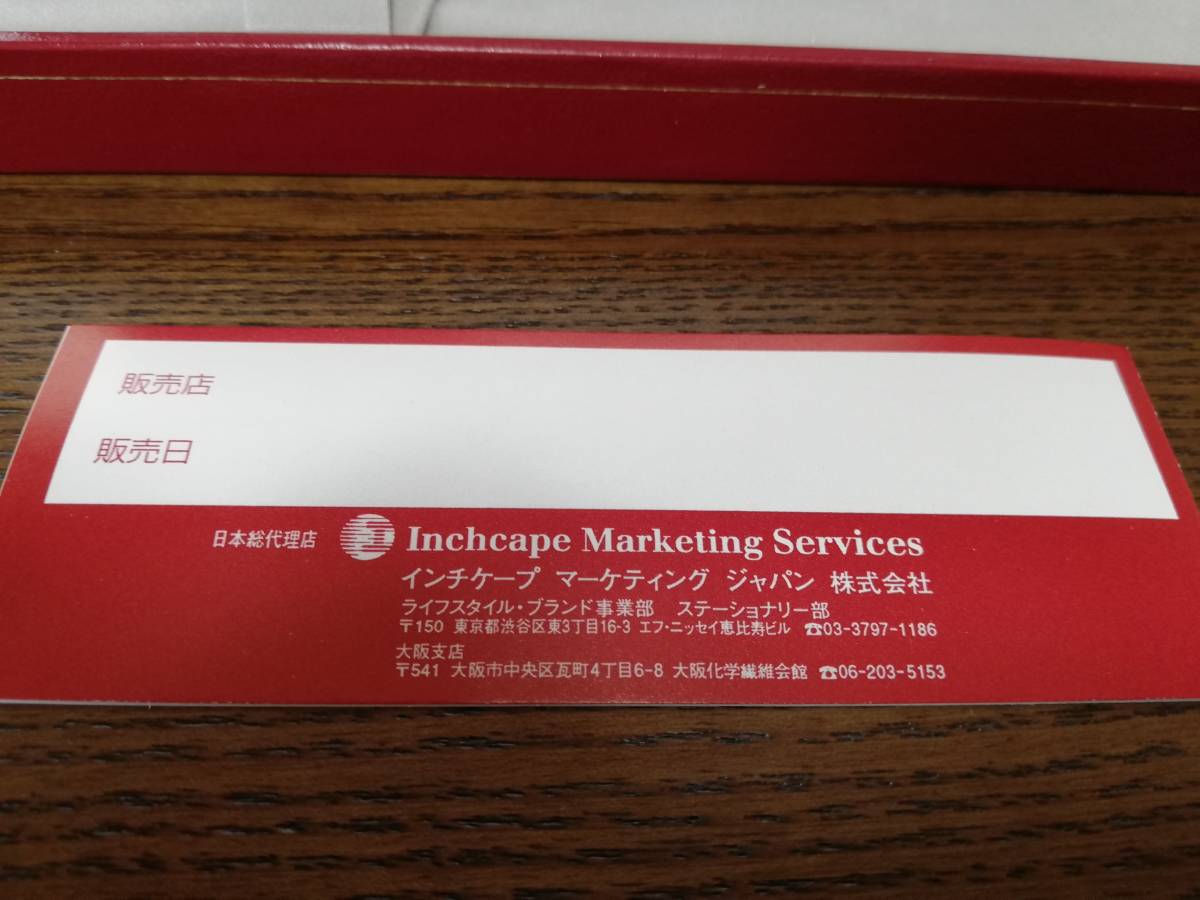 販売店
販売日
日本総代理店 Inchcape Marketing Services
インチケープ マーケティング ジャパン 株式会社
ライフスタイル・ブランド事業部 ステーショナリー部
〒150 東京都渋谷区東3丁目16-3 エフ・ニッセイ恵比寿ビル ☎03-3797-1186
大阪支店
〒541 大阪市中央区瓦町4丁目6-8 大阪化学繊維会館 ☎06-203-5153